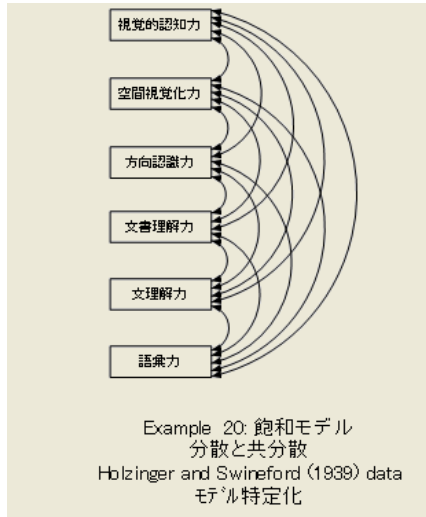 視覚的認知力
空間視覚化力
方向認識力
文書理解力
文理解力
語彙力
Example 20: 飽和モデル
分散と共分散
Holzinger and Swineford (1939) data
モデル特定化